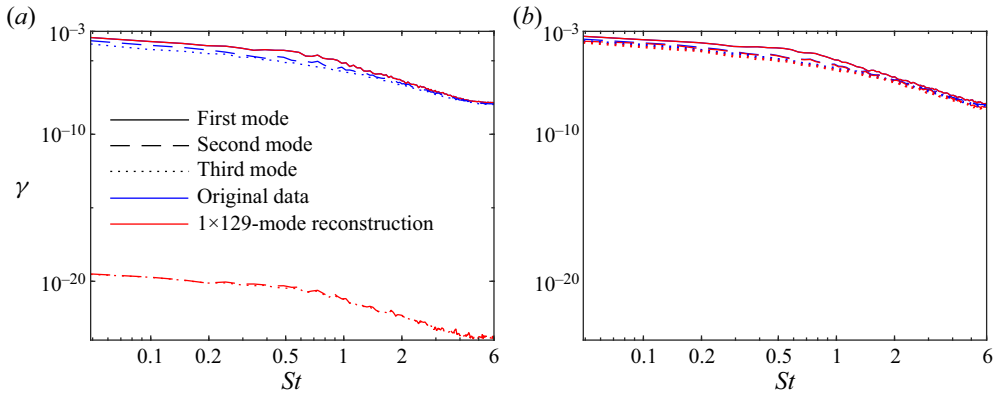 (a)
(b)
10⁻³
10⁻³
First mode
10⁻¹⁰
10⁻¹⁰
Second mode
Third mode
γ
Original data
1×129-mode reconstruction
10⁻²⁰
10⁻²⁰
0.1 0.2 0.5 1 2 6
0.1 0.2 0.5 1 2 6
St
St